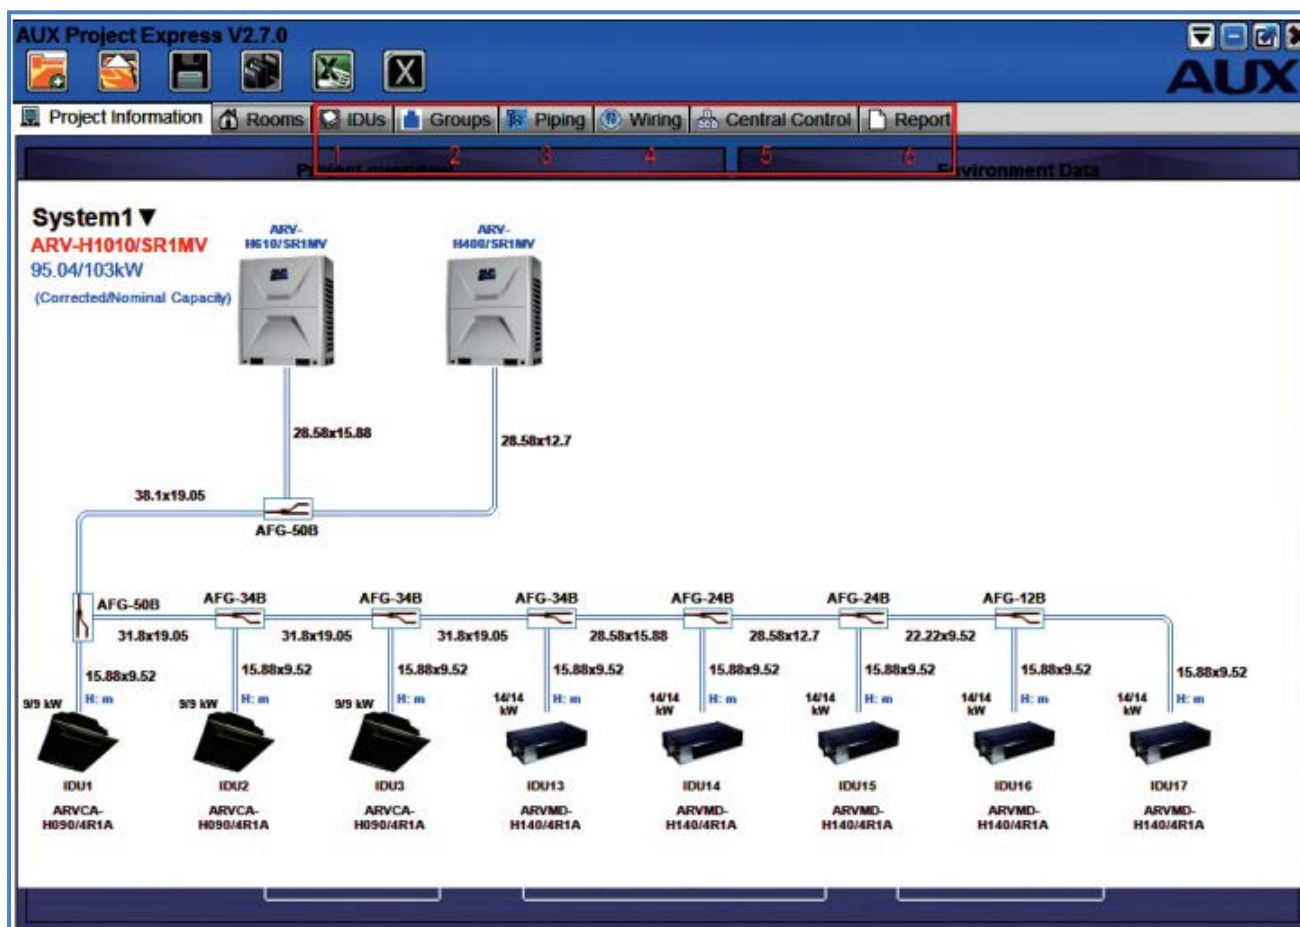 AUX Project Express V2.7.0
AUX
Project Information Rooms IDUs Groups Piping Wiring Central Control Report
1 2 3 4 5 6
Project overview Environment Data
System1▼
ARV-H1010/SR1MV
95.04/103kW
(Corrected/Nominal Capacity)
ARV-
H610/SR1MV
ARV-
H400/SR1MV
28.58x15.88
28.58x12.7
38.1x19.05
AFG-50B
AFG-50B AFG-34B AFG-34B AFG-34B AFG-24B AFG-24B AFG-12B
31.8x19.05 31.8x19.05 31.8x19.05 28.58x15.88 28.58x12.7 22.22x9.52
15.88x9.52 15.88x9.52 15.88x9.52 15.88x9.52 15.88x9.52 15.88x9.52 15.88x9.52 15.88x9.52
9/9 kW H: m 9/9 kW H: m 9/9 kW H: m 14/14 kW H: m 14/14 kW H: m 14/14 kW H: m 14/14 kW H: m 14/14 kW H: m
IDU1 IDU2 IDU3 IDU13 IDU14 IDU15 IDU16 IDU17
ARVCA- ARVCA- ARVCA- ARVMD- ARVMD- ARVMD- ARVMD- ARVMD-
H090/4R1A H090/4R1A H090/4R1A H140/4R1A H140/4R1A H140/4R1A H140/4R1A H140/4R1A